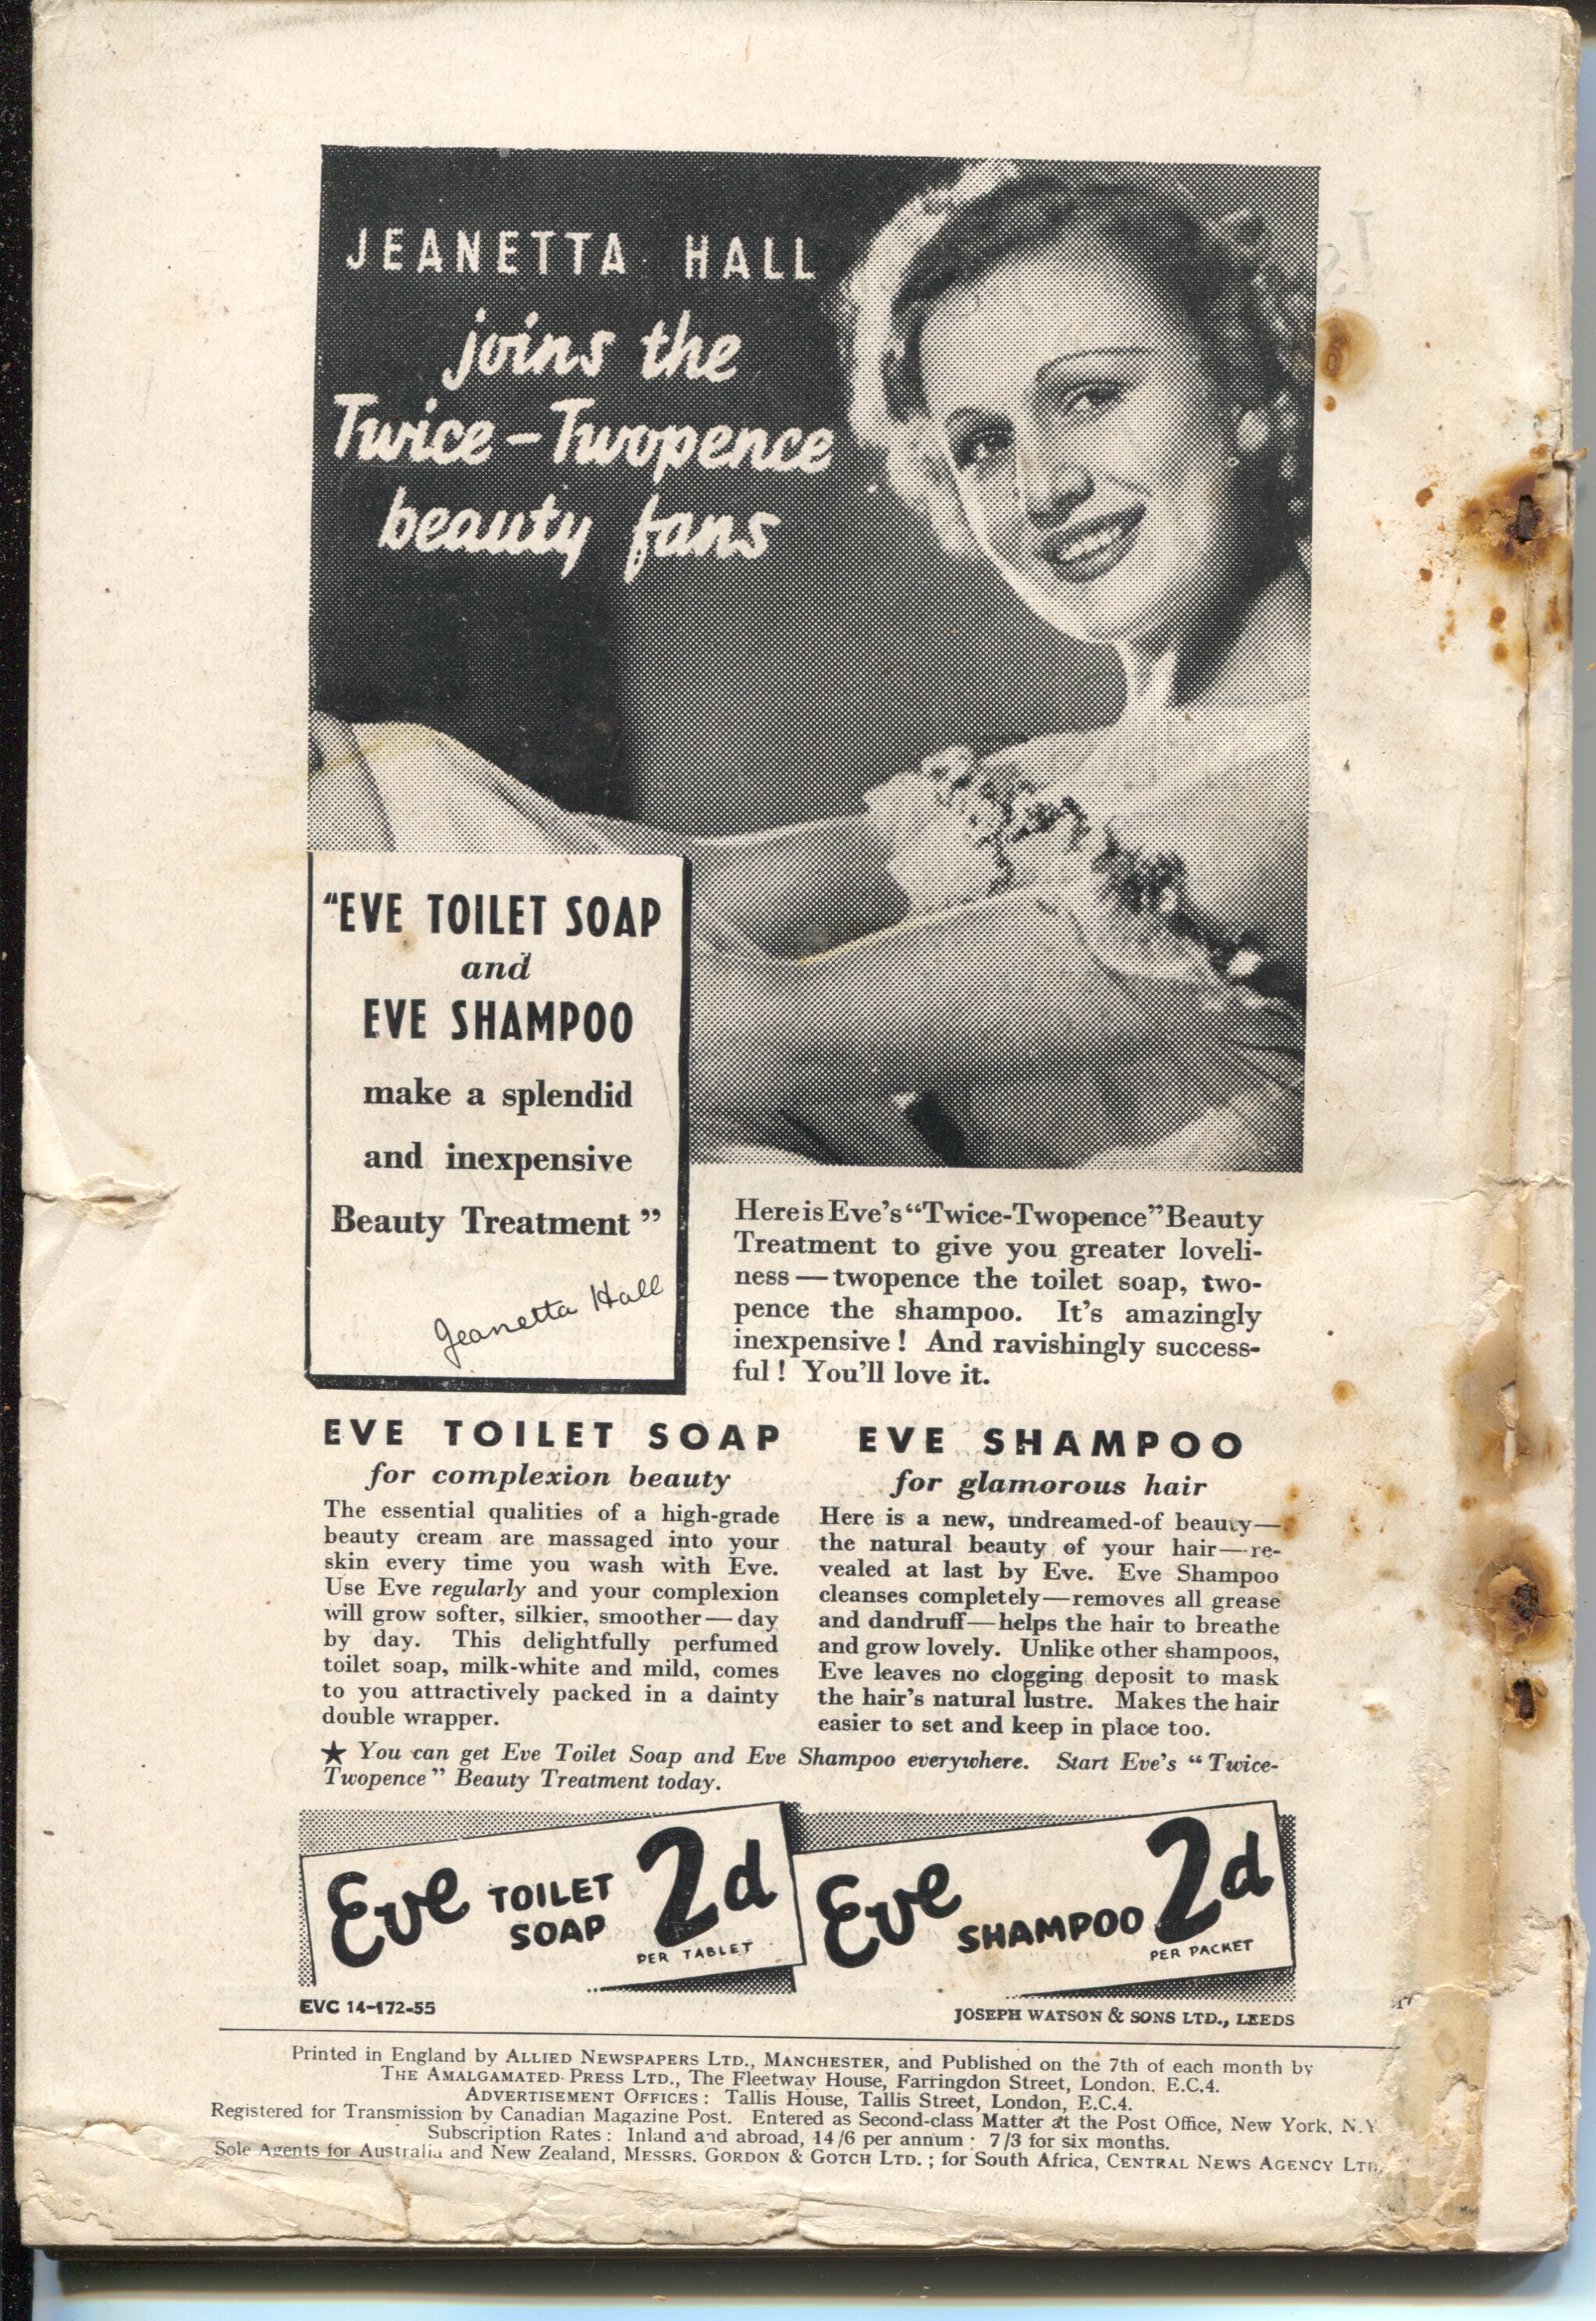 JEANETTA HALL
joins the
Twice-Twopence
beauty fans
"EVE TOILET SOAP
and
EVE SHAMPOO
make a splendid
and inexpensive
Beauty Treatment"
Jeanetta Hall
Here is Eve's "Twice-Twopence" Beauty
Treatment to give you greater loveli-
ness — twopence the toilet soap, two-
pence the shampoo. It's amazingly
inexpensive! And ravishingly success-
ful! You'll love it.
EVE TOILET SOAP
for complexion beauty
The essential qualities of a high-grade
beauty cream are massaged into your
skin every time you wash with Eve.
Use Eve regularly and your complexion
will grow softer, silkier, smoother — day
by day. This delightfully perfumed
toilet soap, milk-white and mild, comes
to you attractively packed in a dainty
double wrapper.
EVE SHAMPOO
for glamorous hair
Here is a new, undreamed-of beauty—
the natural beauty of your hair—re-
vealed at last by Eve. Eve Shampoo
cleanses completely—removes all grease
and dandruff—helps the hair to breathe
and grow lovely. Unlike other shampoos,
Eve leaves no clogging deposit to mask
the hair's natural lustre. Makes the hair
easier to set and keep in place too.
★ You can get Eve Toilet Soap and Eve Shampoo everywhere. Start Eve's "Twice-
Twopence" Beauty Treatment today.
Eve TOILET SOAP 2d PER TABLET
Eve SHAMPOO 2d PER PACKET
EVC 14-172-55
JOSEPH WATSON & SONS LTD., LEEDS
Printed in England by ALLIED NEWSPAPERS LTD., MANCHESTER, and Published on the 7th of each month by
THE AMALGAMATED PRESS LTD., The Fleetway House, Farringdon Street, London, E.C.4.
ADVERTISEMENT OFFICES: Tallis House, Tallis Street, London, E.C.4.
Registered for Transmission by Canadian Magazine Post. Entered as Second-class Matter at the Post Office, New York, N.Y.
Subscription Rates: Inland and abroad, 14/6 per annum; 7/3 for six months.
Sole Agents for Australia and New Zealand, MESSRS. GORDON & GOTCH LTD.; for South Africa, CENTRAL NEWS AGENCY LTD.